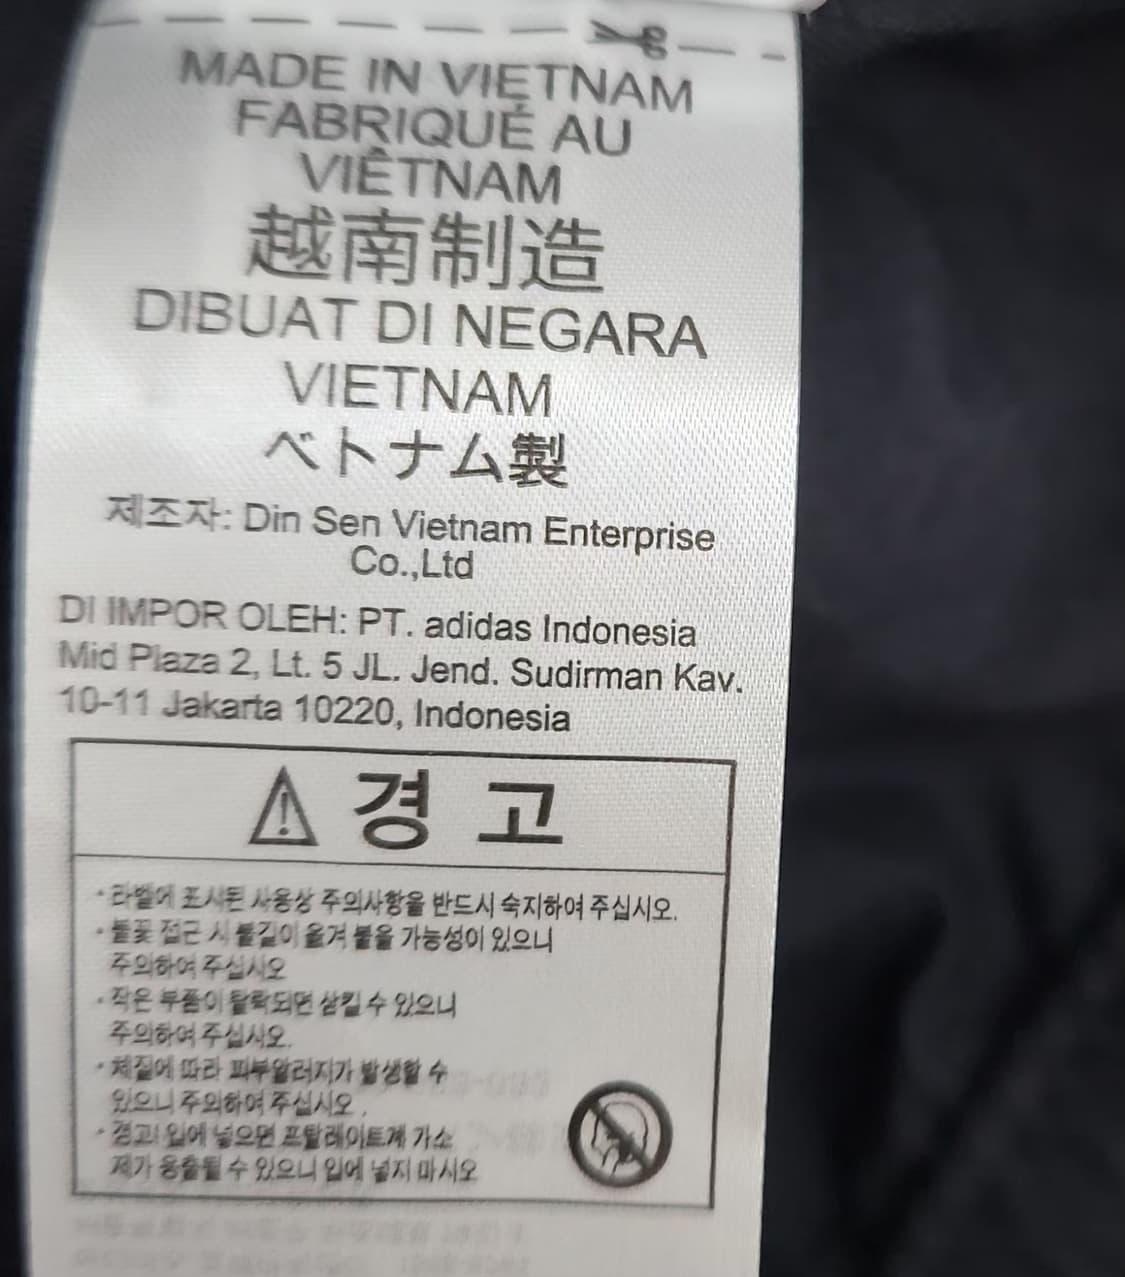 MADE IN VIETNAM
FABRIQUÉ AU
VIÊTNAM
越南制造
DIBUAT DI NEGARA
VIETNAM
ベトナム製
제조자: Din Sen Vietnam Enterprise
Co.,Ltd
DI IMPOR OLEH: PT. adidas Indonesia
Mid Plaza 2, Lt. 5 JL. Jend. Sudirman Kav.
10-11 Jakarta 10220, Indonesia
⚠ 경 고
· 라벨에 표시된 사용상 주의사항을 반드시 숙지하여 주십시오.
· 불꽃 접근 시 불길이 옮겨 붙을 가능성이 있으니
주의하여 주십시오
· 작은 부품이 탈락되면 삼킬 수 있으니
주의하여 주십시오.
· 체질에 따라 피부알러지가 발생할 수
있으니 주의하여 주십시오.
· 경고! 입에 넣으면 프탈레이트계 가소
제가 용출될 수 있으니 입에 넣지 마시오